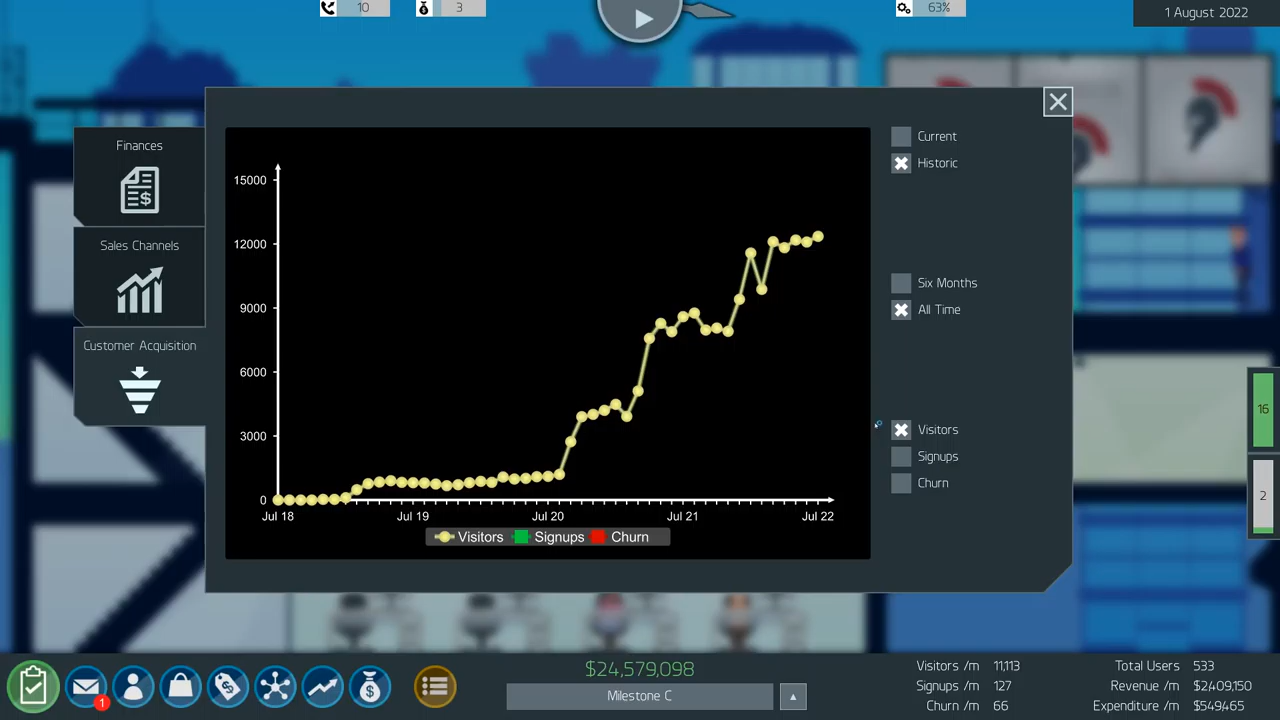 10
3
63%
1 August 2022
Finances
Sales Channels
Customer Acquisition
15000
12000
9000
6000
3000
0
Jul 18 Jul 19 Jul 20 Jul 21 Jul 22
Visitors Signups Churn
Current
Historic
Six Months
All Time
Visitors
Signups
Churn
16
2
1
$24,579,098
Milestone C
Visitors /m 11,113
Signups /m 127
Churn /m 66
Total Users 533
Revenue /m $2,409,150
Expenditure /m $549,465